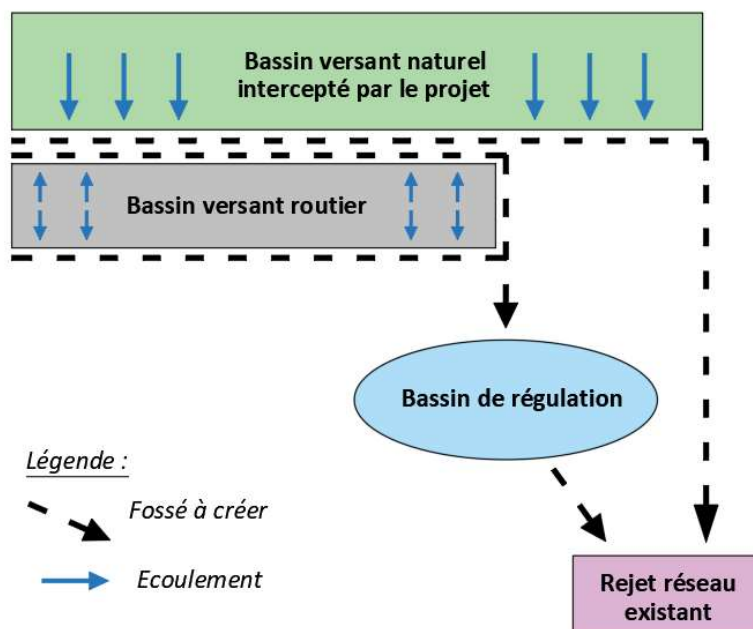 Bassin versant naturel
intercepté par le projet
Bassin versant routier
Bassin de régulation
Légende :
Fossé à créer
Ecoulement
Rejet réseau
existant